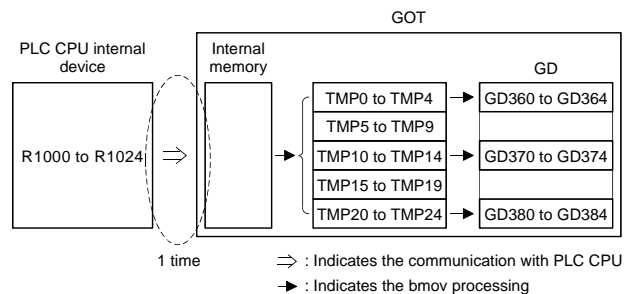 GOT
PLC CPU internal
device
Internal
memory
GD
R1000 to R1024
TMP0 to TMP4
GD360 to GD364
TMP5 to TMP9
TMP10 to TMP14
GD370 to GD374
TMP15 to TMP19
TMP20 to TMP24
GD380 to GD384
1 time
: Indicates the communication with PLC CPU
: Indicates the bmov processing